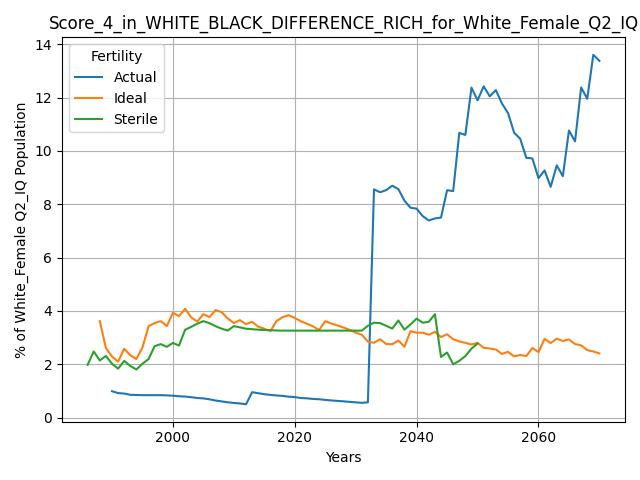 Score_4_in_WHITE_BLACK_DIFFERENCE_RICH_for_White_Female_Q2_IQ
Fertility
Actual
Ideal
Sterile
% of White_Female Q2_IQ Population
14
12
10
8
6
4
2
0
2000 2020 2040 2060
Years